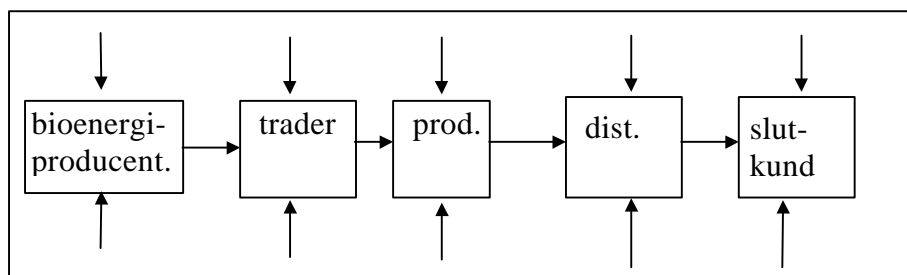 bioenergi-
producent.
trader
prod.
dist.
slut-
kund